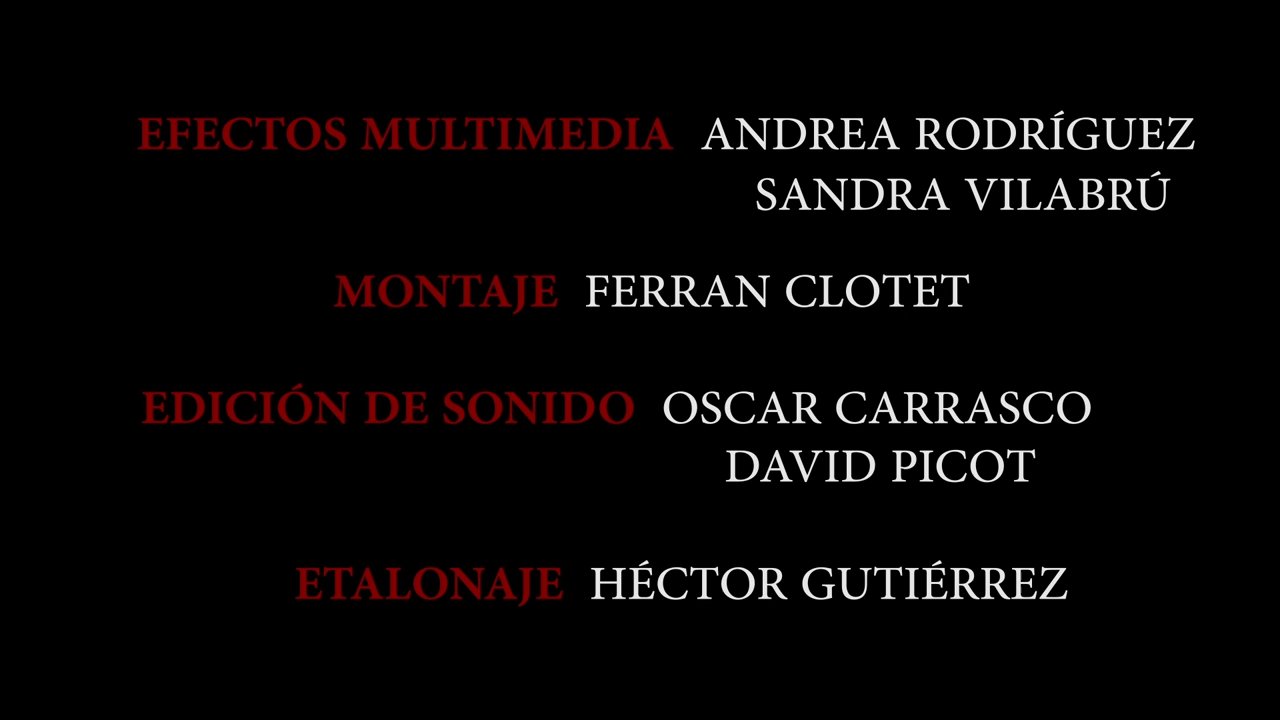 EFECTOS MULTIMEDIA ANDREA RODRÍGUEZ
SANDRA VILABRÚ
MONTAJE FERRAN CLOTET
EDICIÓN DE SONIDO OSCAR CARRASCO
DAVID PICOT
ETALONAJE HÉCTOR GUTIÉRREZ